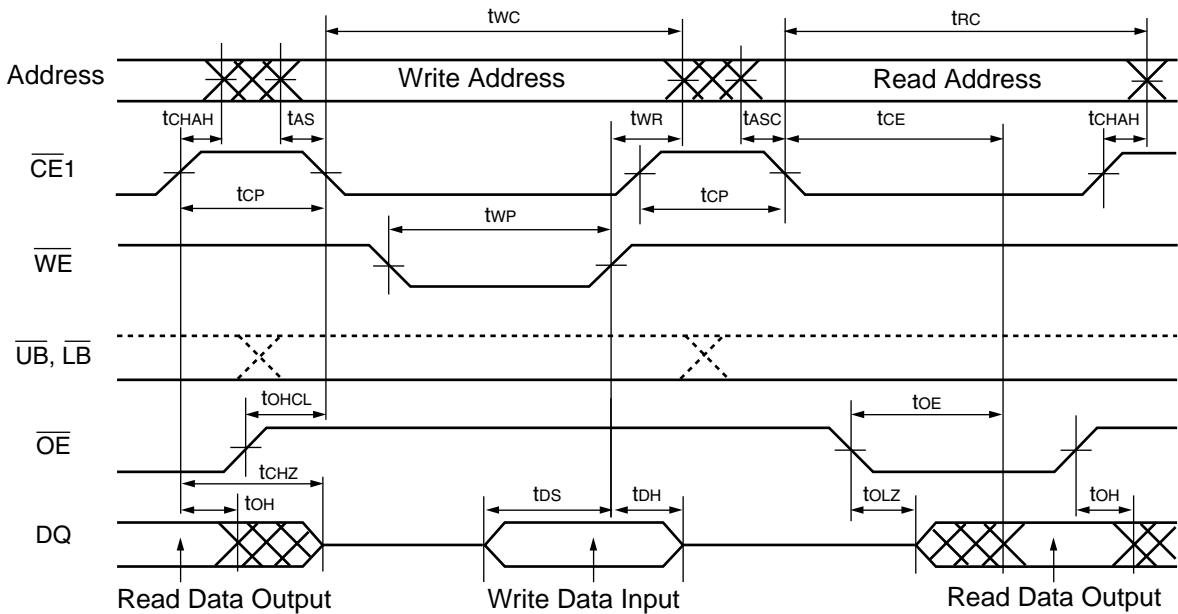 tWC tRC
Address Write Address Read Address
tCHAH tAS tWR tASC tCE tCHAH
CE1
tCP tWP tCP
WE
UB, LB
tOHCL tOE
OE
tCHZ
tOH tDS tDH tOLZ tOH
DQ
Read Data Output Write Data Input Read Data Output